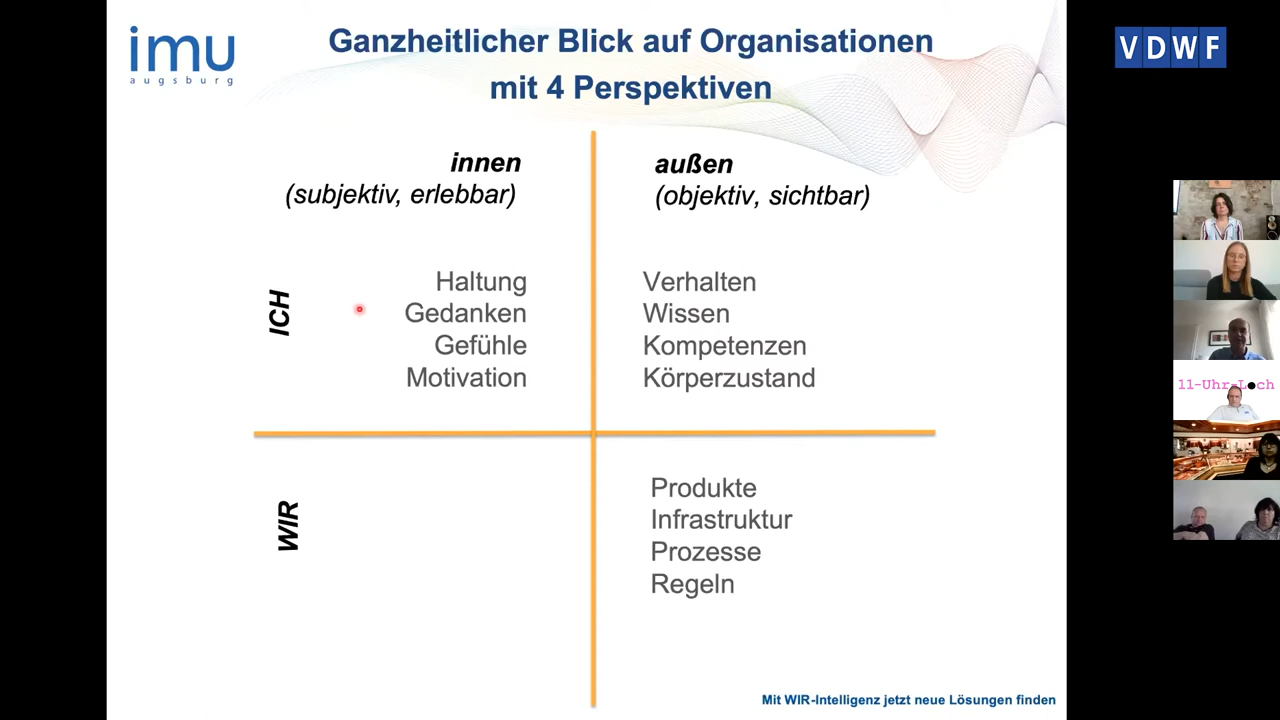 imu
augsburg
Ganzheitlicher Blick auf Organisationen
mit 4 Perspektiven
VDWF
innen
(subjektiv, erlebbar)
außen
(objektiv, sichtbar)
ICH
Haltung
Gedanken
Gefühle
Motivation
Verhalten
Wissen
Kompetenzen
Körperzustand
WIR
Produkte
Infrastruktur
Prozesse
Regeln
11-Uhr-Loch
Mit WIR-Intelligenz jetzt neue Lösungen finden